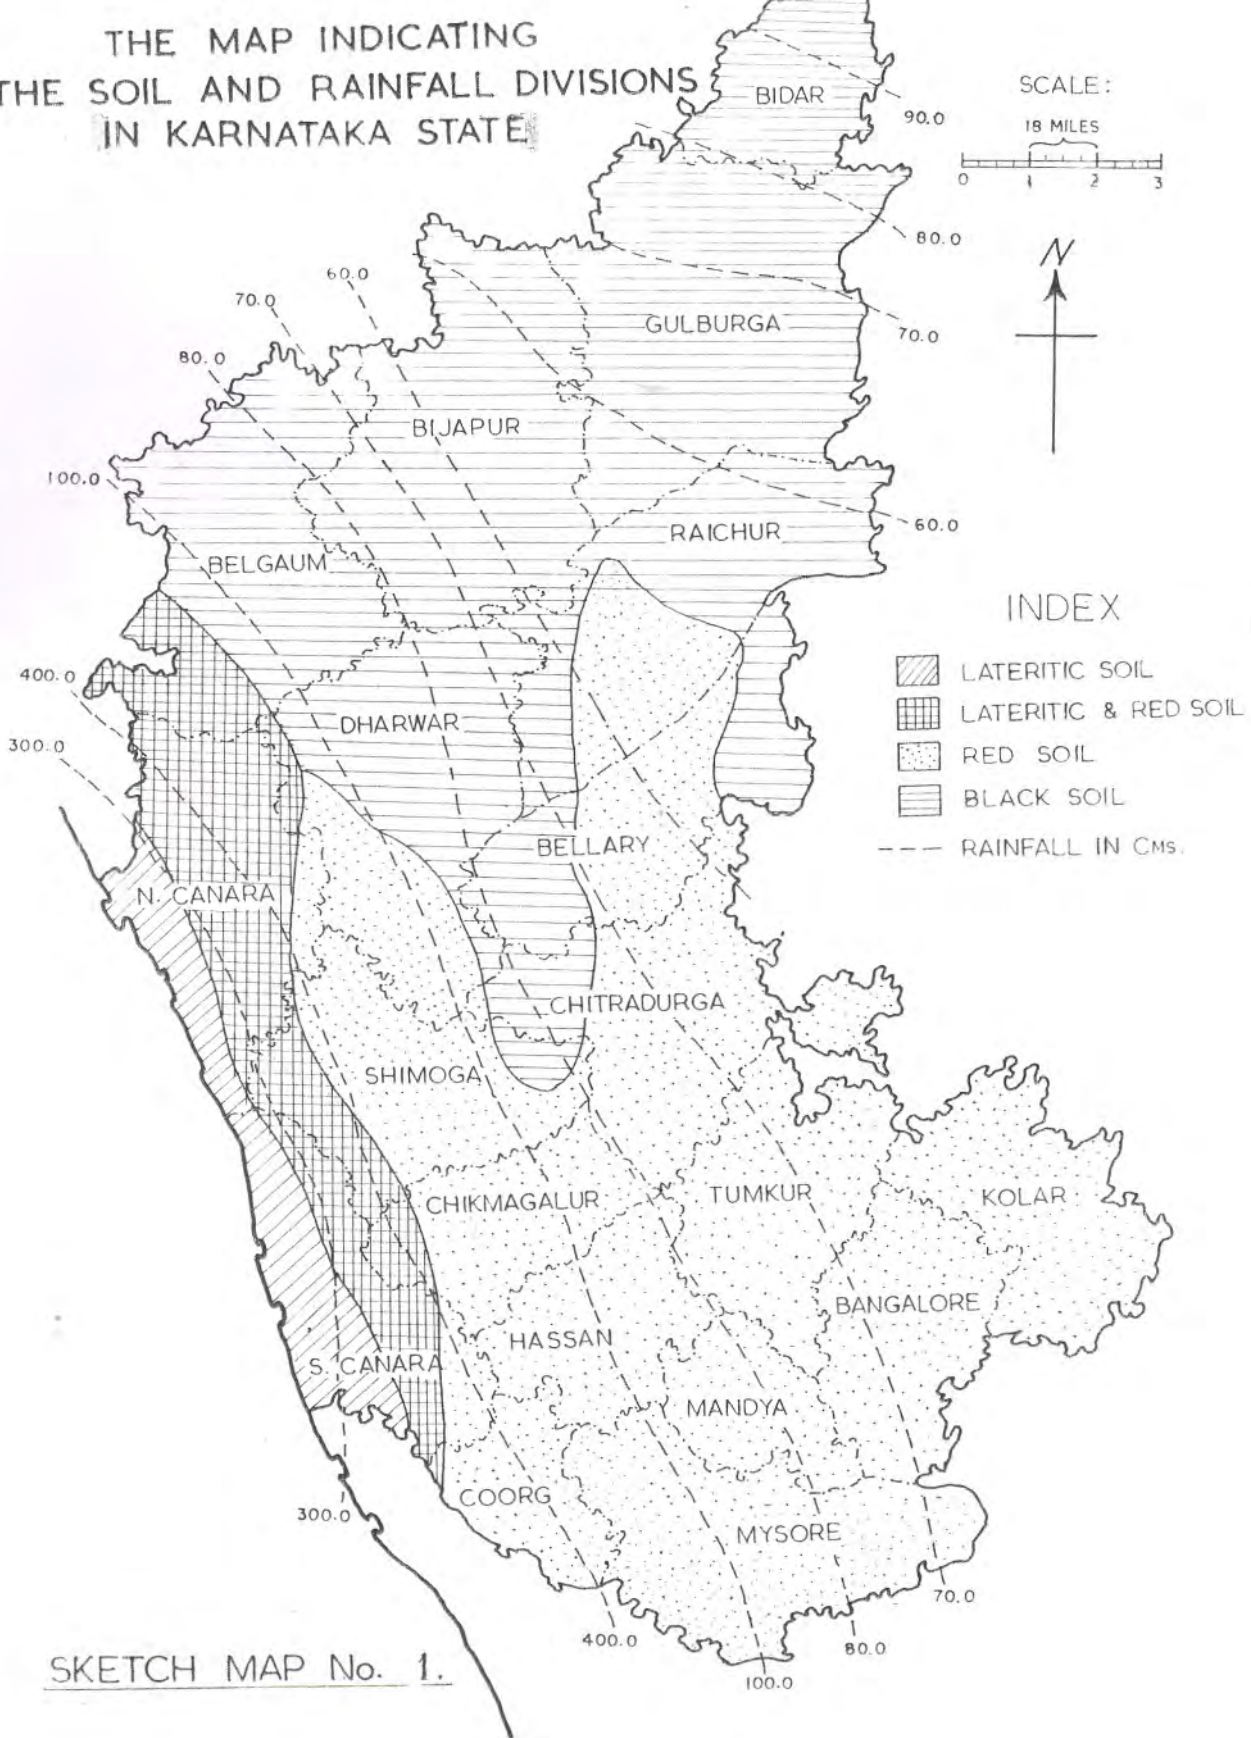 THE MAP INDICATING
THE SOIL AND RAINFALL DIVISIONS
IN KARNATAKA STATE
SCALE:
18 MILES
0 1 2 3
N
BIDAR
90.0
80.0
70.0
60.0
60.0
70.0
80.0
100.0
400.0
300.0
GULBURGA
BIJAPUR
RAICHUR
BELGAUM
DHARWAR
BELLARY
N. CANARA
CHITRADURGA
SHIMOGA
CHIKMAGALUR
TUMKUR
KOLAR
BANGALORE
HASSAN
S. CANARA
MANDYA
COORG
MYSORE
300.0
400.0
100.0
80.0
70.0
INDEX
LATERITIC SOIL
LATERITIC & RED SOIL
RED SOIL
BLACK SOIL
RAINFALL IN CMS.
SKETCH MAP No. 1.